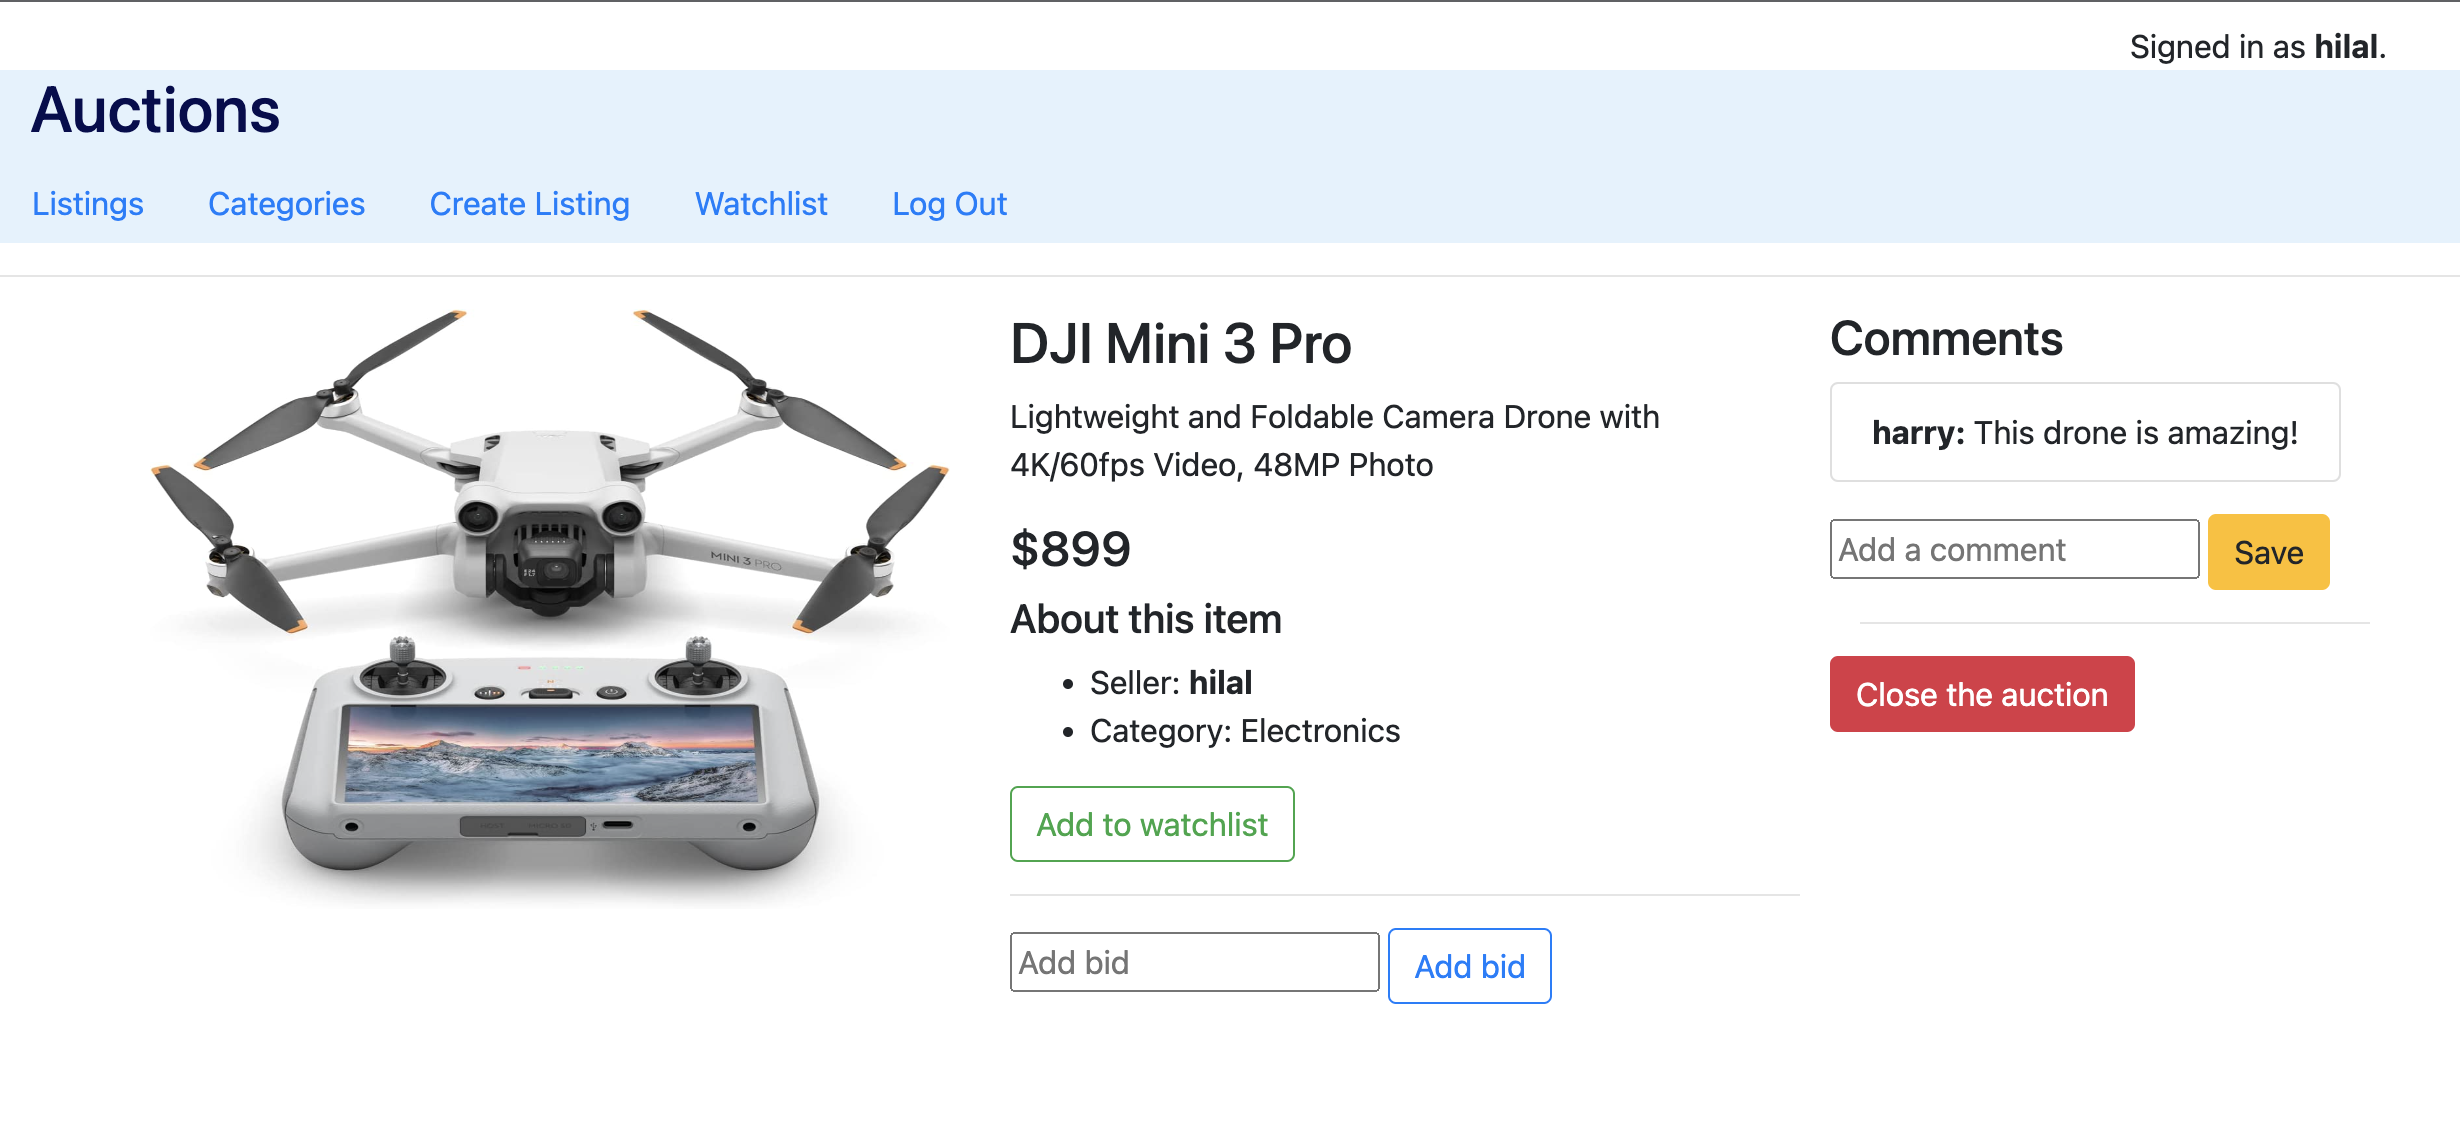 Signed in as hilal.
Auctions
Listings Categories Create Listing Watchlist Log Out
DJI Mini 3 Pro
Lightweight and Foldable Camera Drone with
4K/60fps Video, 48MP Photo
$899
About this item
Seller: hilal
Category: Electronics
Add to watchlist
Add bid Add bid
Comments
harry: This drone is amazing!
Add a comment Save
Close the auction
MINI 3 PRO